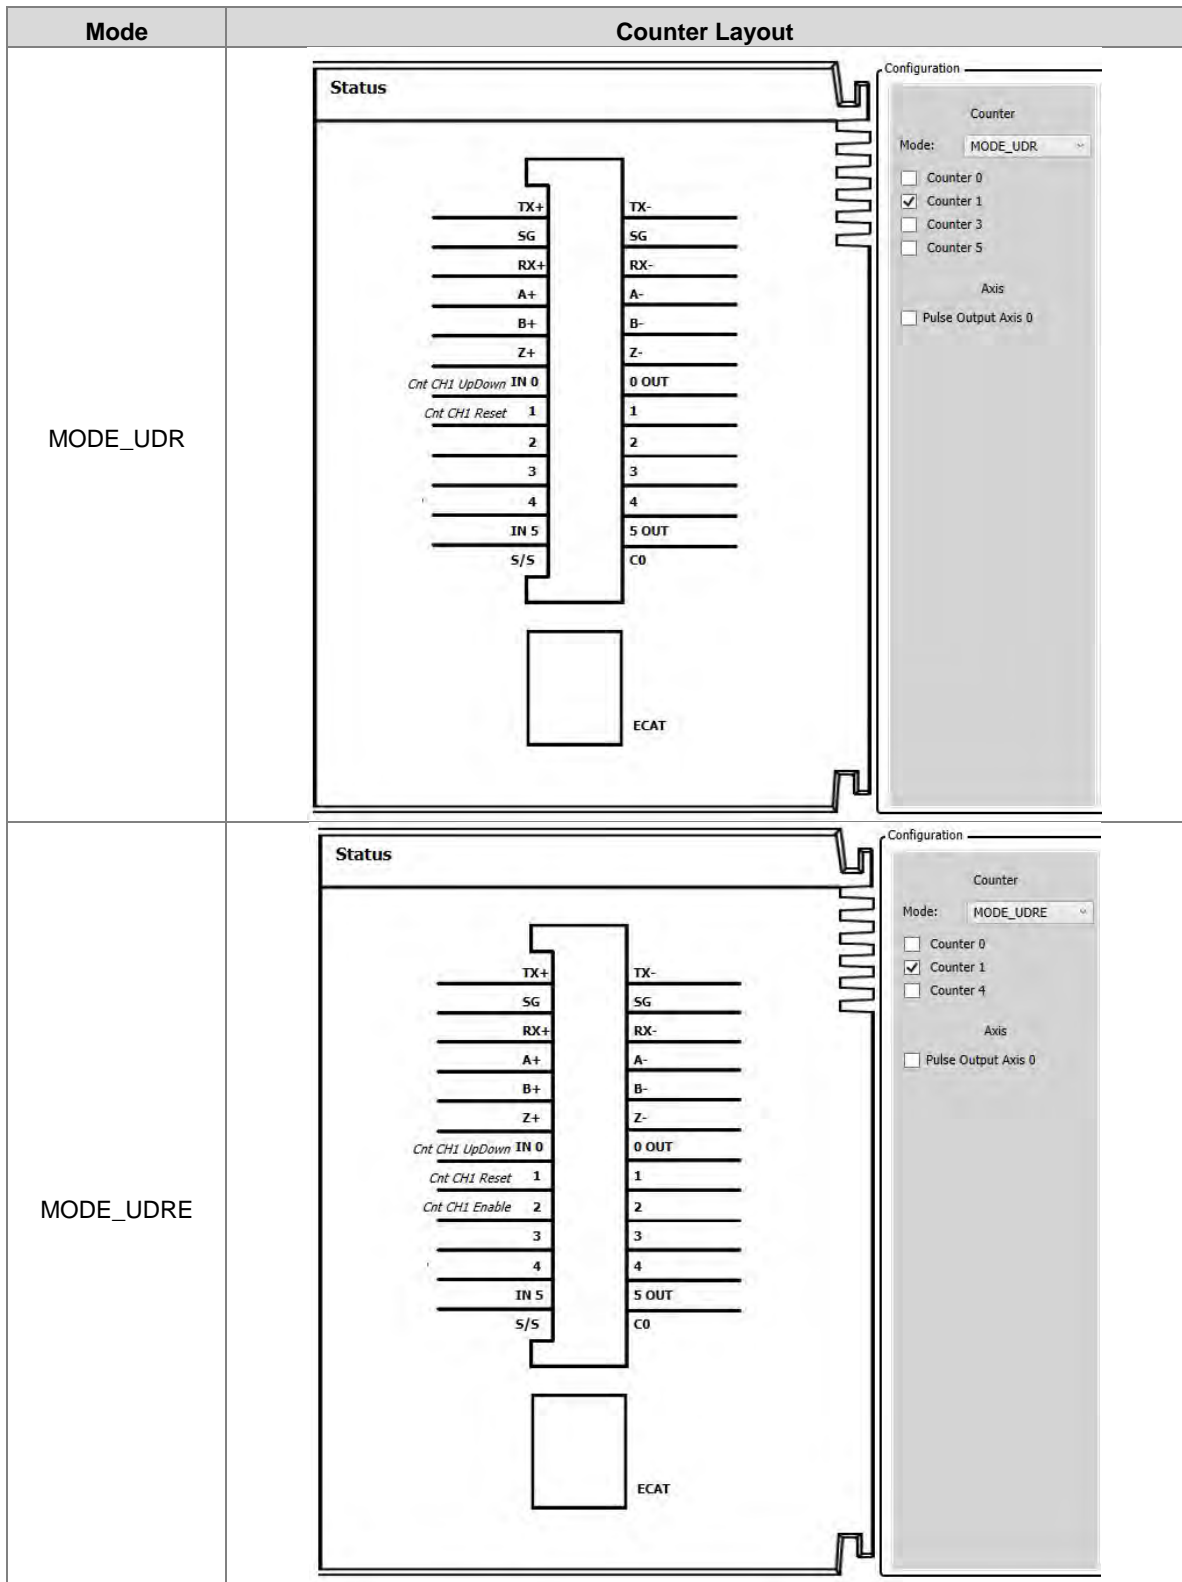 Mode Counter Layout
MODE_UDR
Status
TX+ TX-
SG SG
RX+ RX-
A+ A-
B+ B-
Z+ Z-
Cnt CH1 UpDown IN 0 0 OUT
Cnt CH1 Reset 1 1
2 2
3 3
4 4
IN 5 5 OUT
S/S C0
ECAT
Configuration
Counter
Mode: MODE_UDR
Counter 0
Counter 1
Counter 3
Counter 5
Axis
Pulse Output Axis 0
MODE_UDRE
Status
TX+ TX-
SG SG
RX+ RX-
A+ A-
B+ B-
Z+ Z-
Cnt CH1 UpDown IN 0 0 OUT
Cnt CH1 Reset 1 1
Cnt CH1 Enable 2 2
3 3
4 4
IN 5 5 OUT
S/S C0
ECAT
Configuration
Counter
Mode: MODE_UDRE
Counter 0
Counter 1
Counter 4
Axis
Pulse Output Axis 0